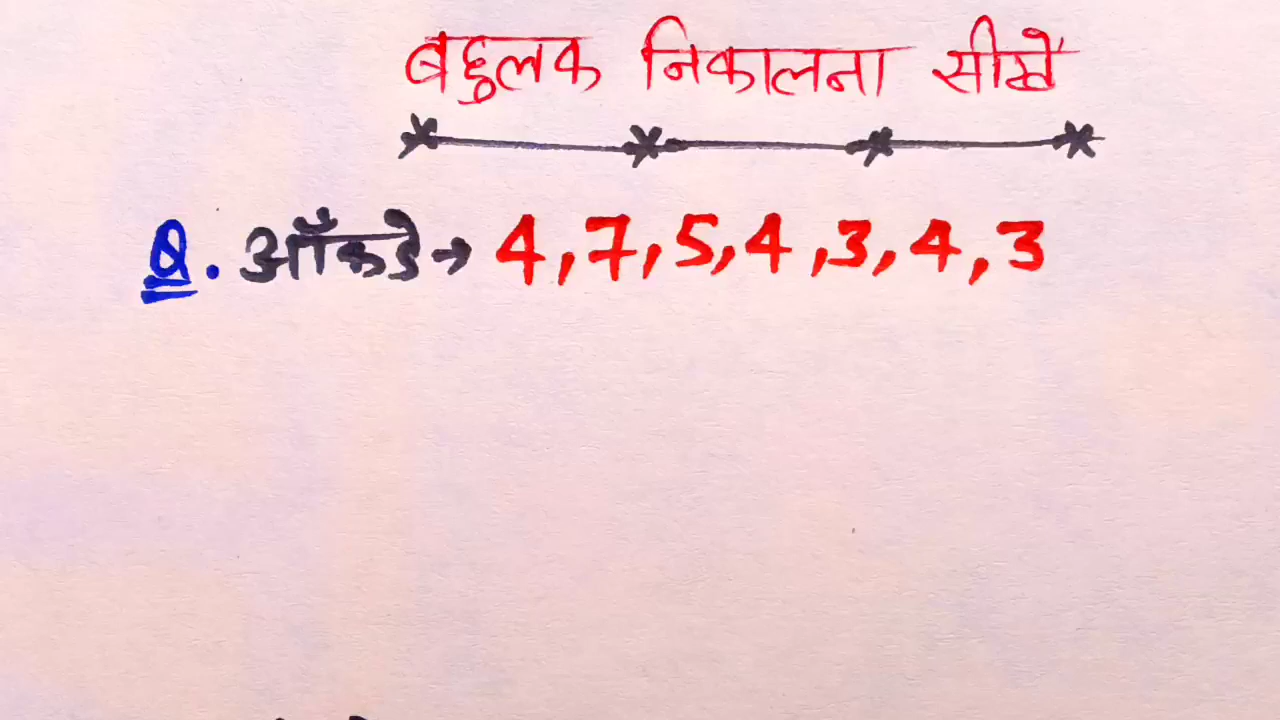 बहुलक निकालना सीखें
Q. आँकडे → 4,7,5,4,3,4,3